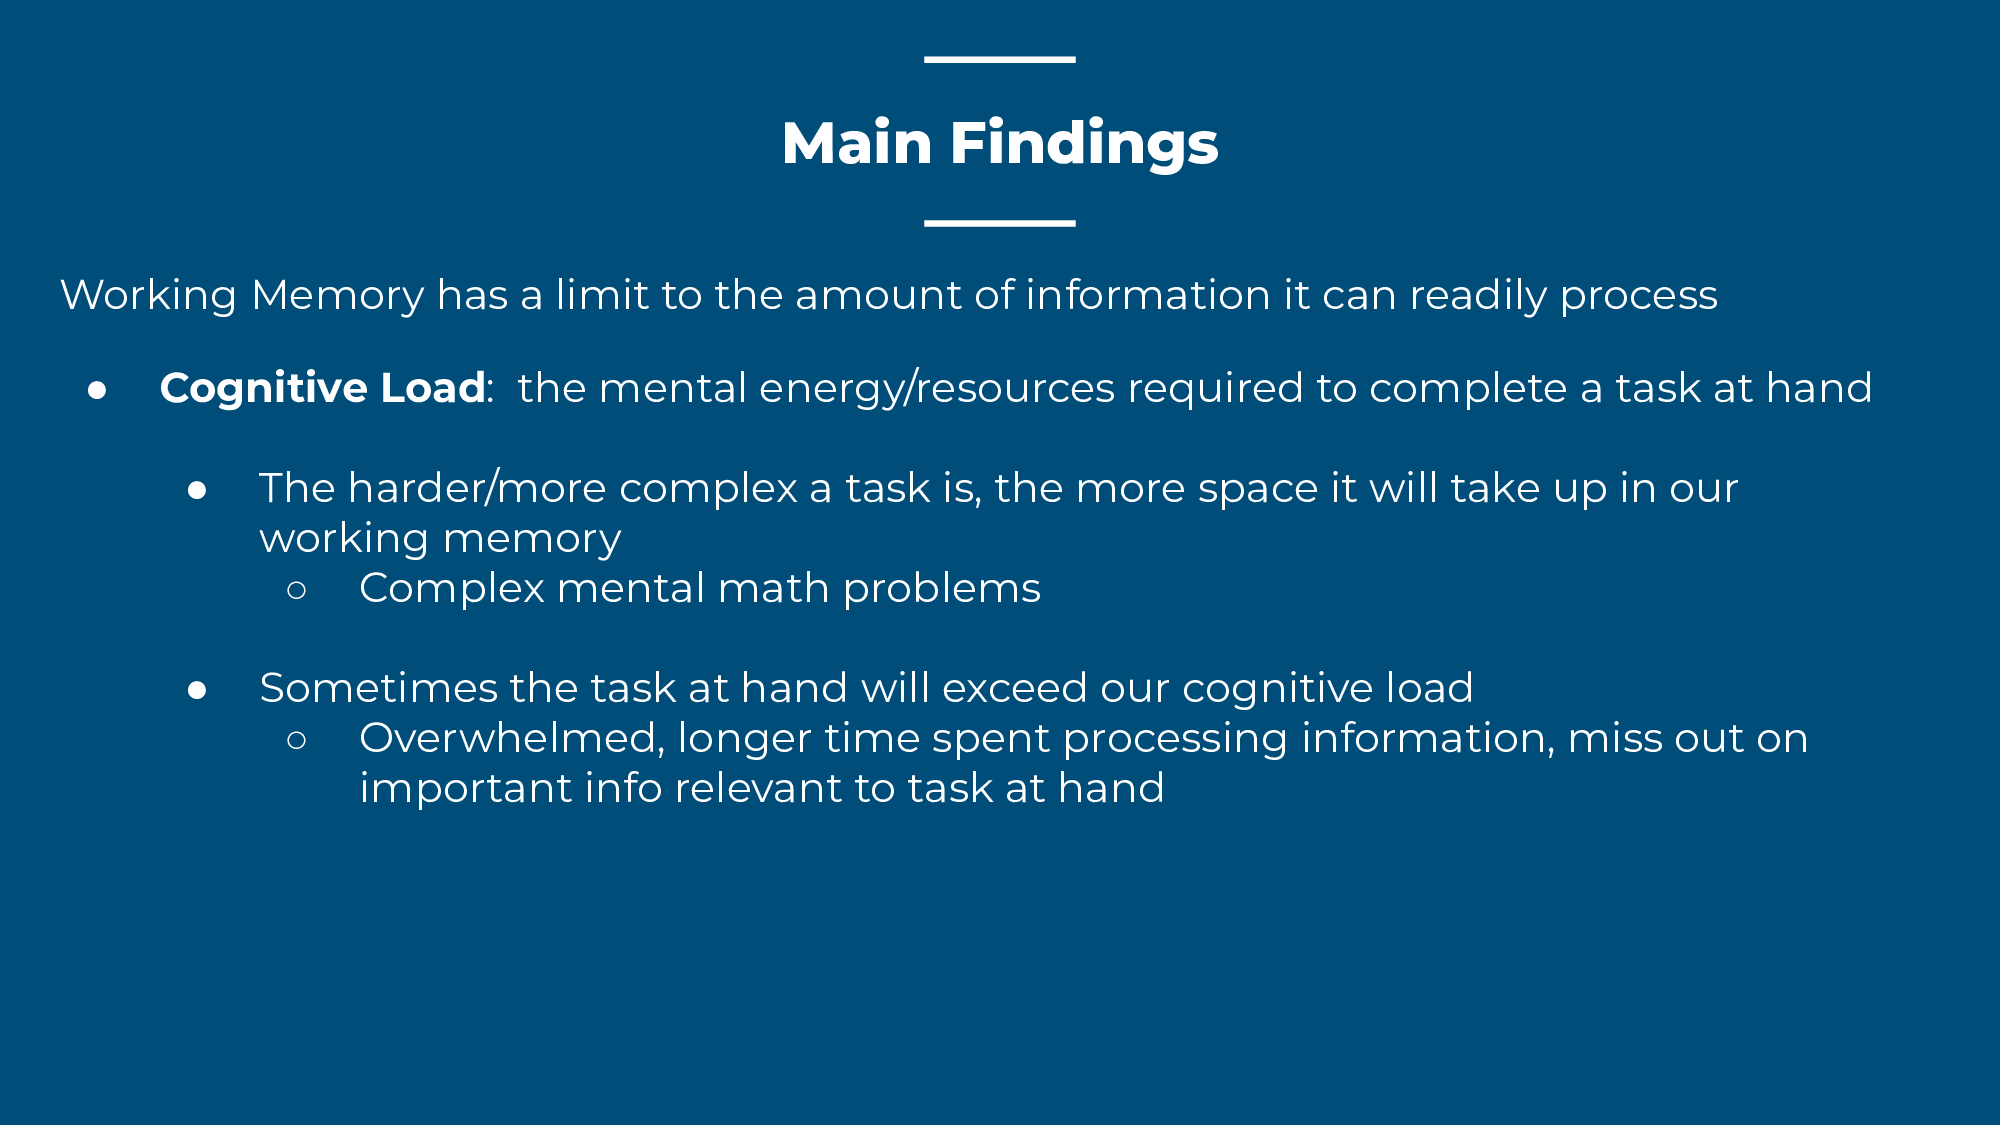 Main Findings
Working Memory has a limit to the amount of information it can readily process
● Cognitive Load:  the mental energy/resources required to complete a task at hand
● The harder/more complex a task is, the more space it will take up in our
working memory
○ Complex mental math problems
● Sometimes the task at hand will exceed our cognitive load
○ Overwhelmed, longer time spent processing information, miss out on
important info relevant to task at hand